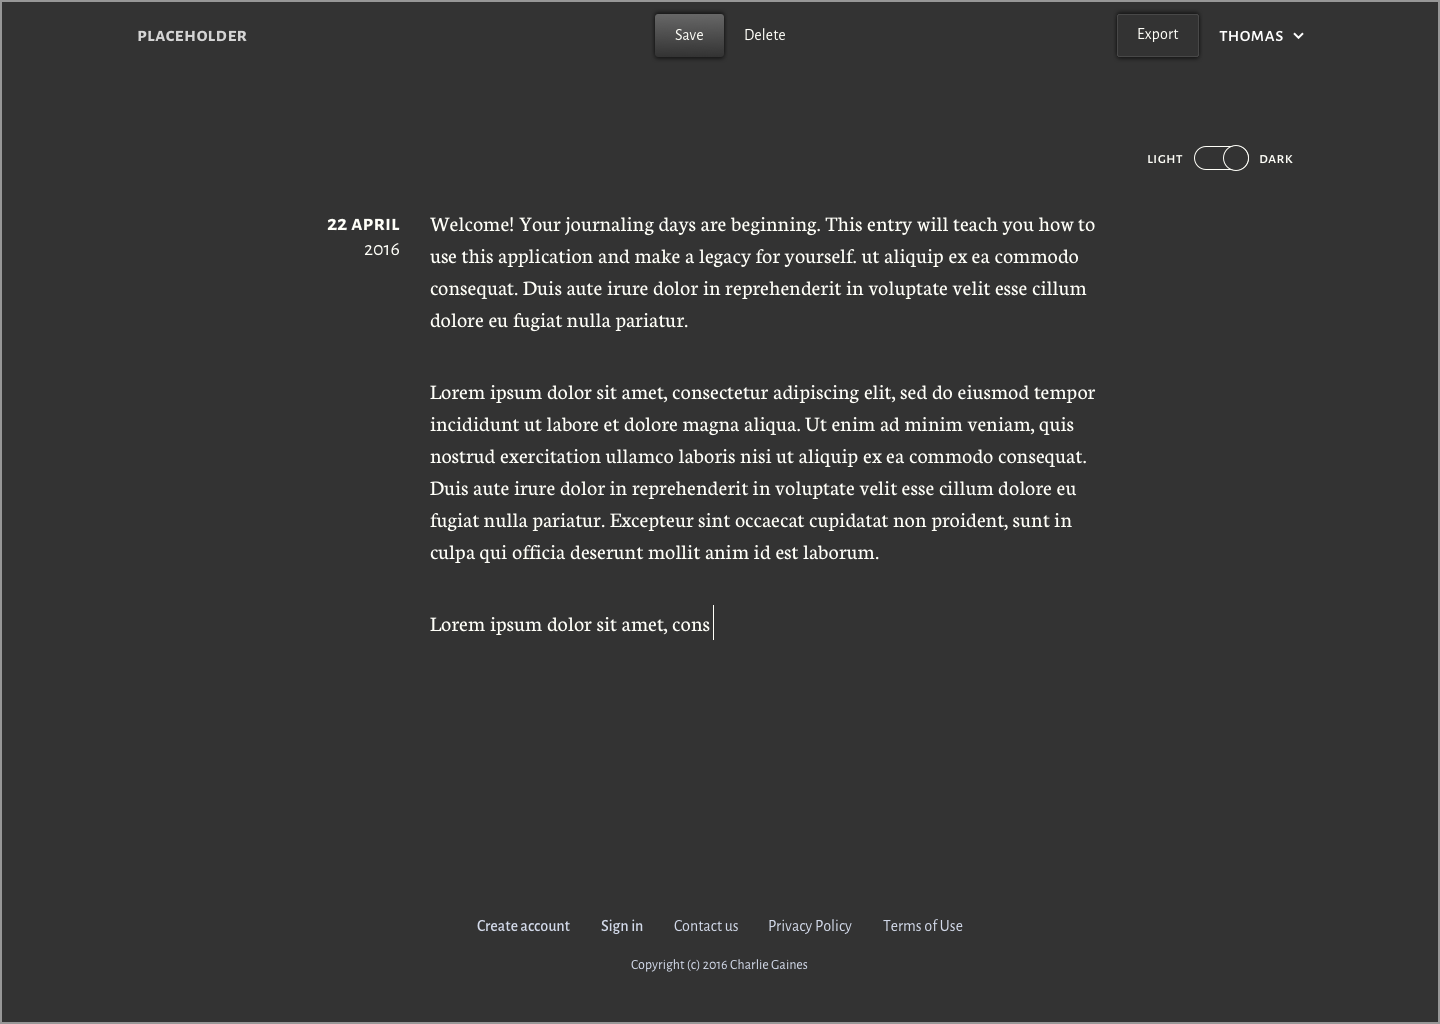 PLACEHOLDER
Save
Delete
Export
THOMAS
LIGHT
DARK
22 APRIL
2016
Welcome! Your journaling days are beginning. This entry will teach you how to
use this application and make a legacy for yourself. ut aliquip ex ea commodo
consequat. Duis aute irure dolor in reprehenderit in voluptate velit esse cillum
dolore eu fugiat nulla pariatur.
Lorem ipsum dolor sit amet, consectetur adipiscing elit, sed do eiusmod tempor
incididunt ut labore et dolore magna aliqua. Ut enim ad minim veniam, quis
nostrud exercitation ullamco laboris nisi ut aliquip ex ea commodo consequat.
Duis aute irure dolor in reprehenderit in voluptate velit esse cillum dolore eu
fugiat nulla pariatur. Excepteur sint occaecat cupidatat non proident, sunt in
culpa qui officia deserunt mollit anim id est laborum.
Lorem ipsum dolor sit amet, cons
Create account
Sign in
Contact us
Privacy Policy
Terms of Use
Copyright (c) 2016 Charlie Gaines